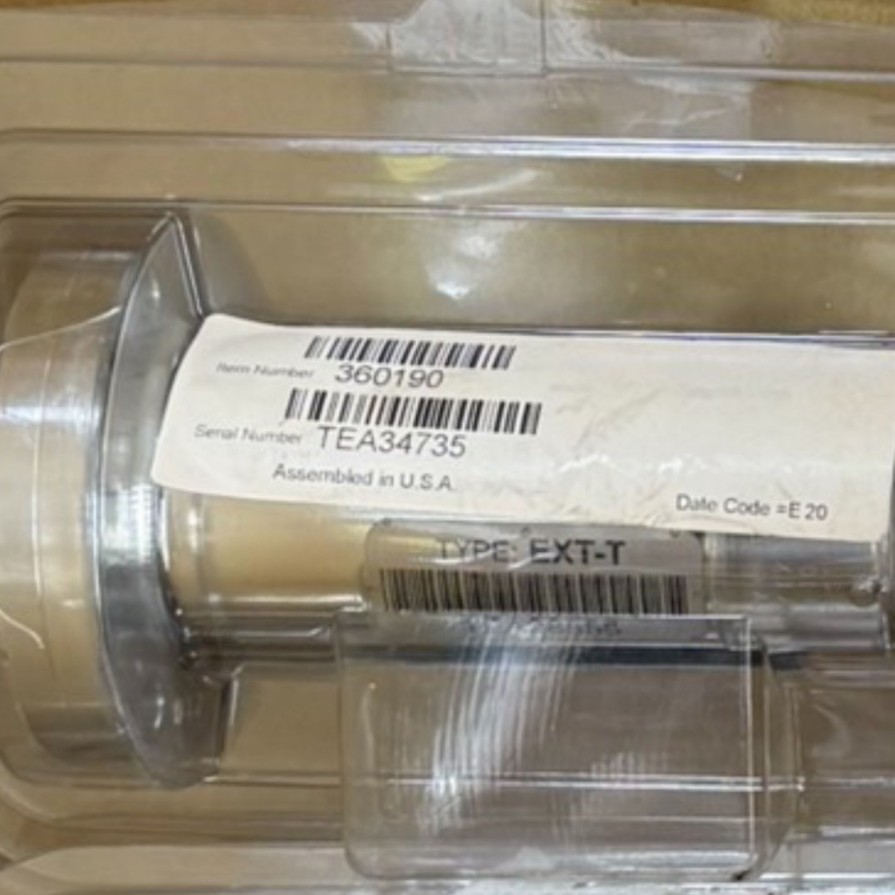 Item Number 360190
Serial Number TEA34735
Assembled in U.S.A.
Date Code =E 20
TYPE: EXT-T